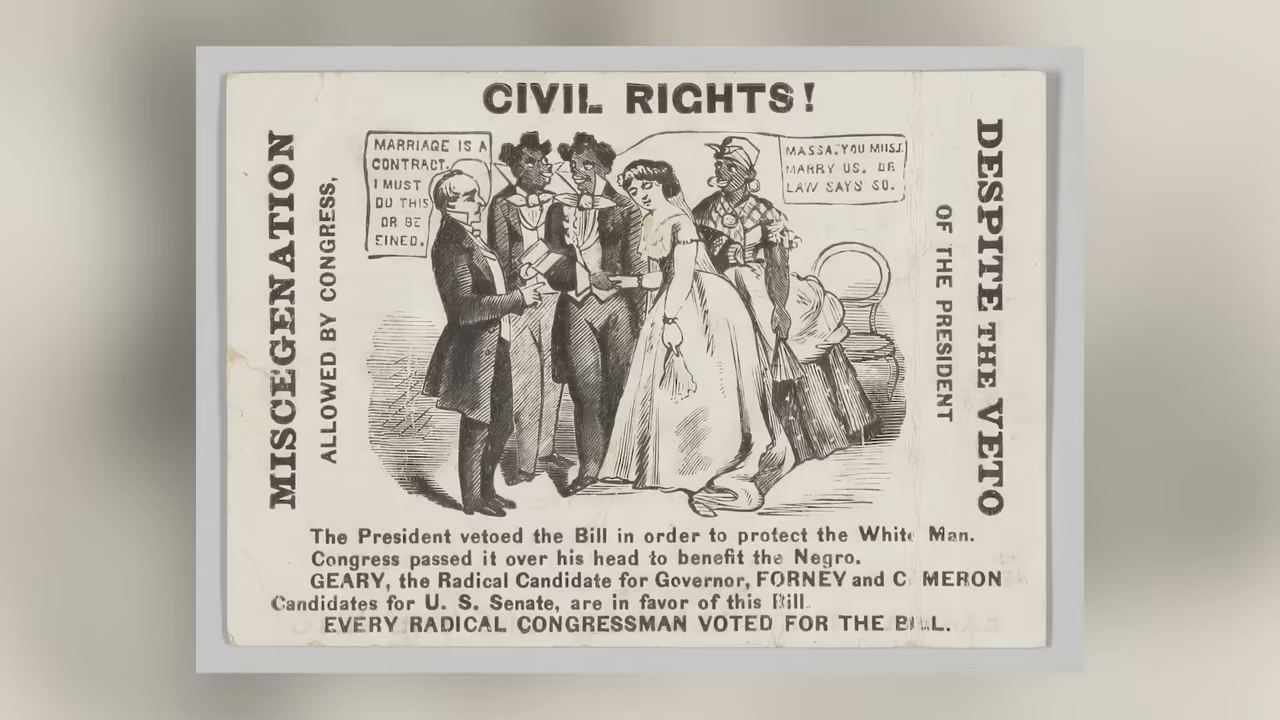 CIVIL RIGHTS!
MISCEGENATION
ALLOWED BY CONGRESS,
MARRIAGE IS A
CONTRACT.
I MUST
DO THIS
OR BE
FINED.
MASSA, YOU MUST
MARRY US. DE
LAW SAYS SO.
DESPITE THE VETO
OF THE PRESIDENT
The President vetoed the Bill in order to protect the White Man.
Congress passed it over his head to benefit the Negro.
GEARY, the Radical Candidate for Governor, FORNEY and C MERON
Candidates for U. S. Senate, are in favor of this Bill.
EVERY RADICAL CONGRESSMAN VOTED FOR THE BILL.